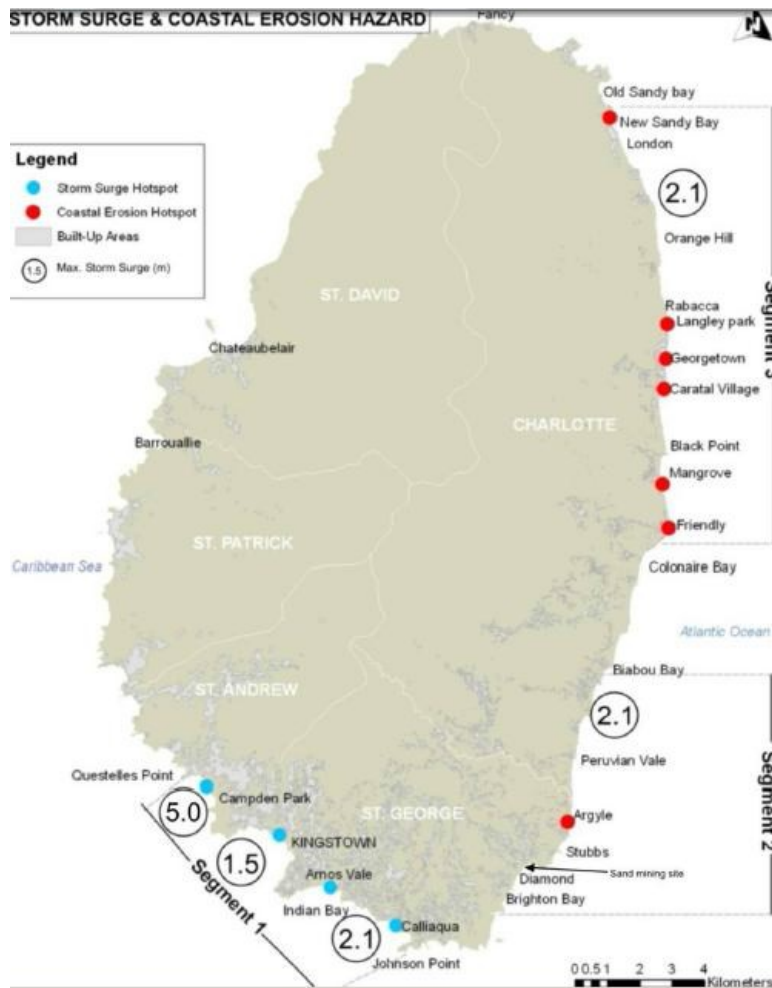 STORM SURGE & COASTAL EROSION HAZARD
Fancy
N
Old Sandy bay
New Sandy Bay
London
Legend
Storm Surge Hotspot
Coastal Erosion Hotspot
Built-Up Areas
1.5 Max. Storm Surge (m)
2.1
Orange Hill
ST. DAVID
Rabacca
Langley park
Segment 3
Chateaubelair
Georgetown
Caratal Village
CHARLOTTE
Barrouallie
Black Point
Mangrove
Friendly
ST. PATRICK
Caribbean Sea
Colonaire Bay
Atlantic Ocean
Biabou Bay
ST. ANDREW
2.1
Peruvian Vale
Segment 2
Questelles Point
Campden Park
5.0
ST. GEORGE
Argyle
KINGSTOWN
Stubbs
1.5
Sand mining site
Arnos Vale
Diamond
Segment 1
Brighton Bay
Indian Bay
Calliaqua
2.1
Johnson Point
0 0.5 1 2 3 4
Kilometers